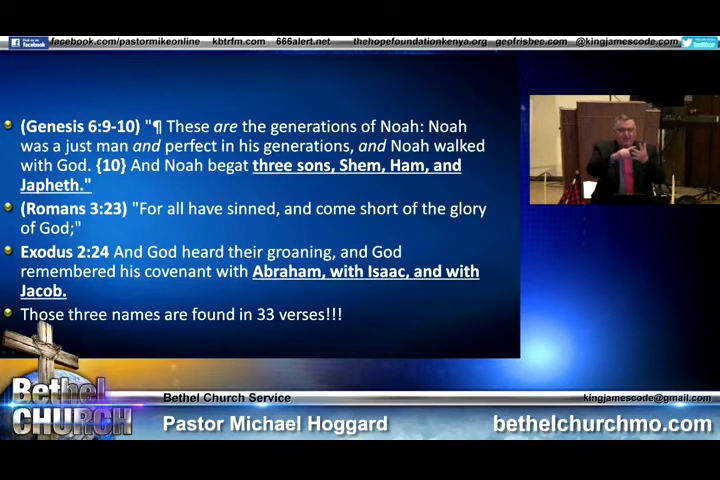 Find us on facebook
facebook.com/pastormikeonline kbtrfm.com 666alert.net thehopefoundationkenya.org geofrisbee.com @kingjamescode.com twitter
(Genesis 6:9-10) "¶ These are the generations of Noah: Noah
was a just man and perfect in his generations, and Noah walked
with God. {10} And Noah begat three sons, Shem, Ham, and
Japheth."
(Romans 3:23) "For all have sinned, and come short of the glory
of God;"
Exodus 2:24 And God heard their groaning, and God
remembered his covenant with Abraham, with Isaac, and with
Jacob.
Those three names are found in 33 verses!!!
Bethel
CHURCH
Bethel Church Service kingjamescode@gmail.com
Pastor Michael Hoggard bethelchurchmo.com